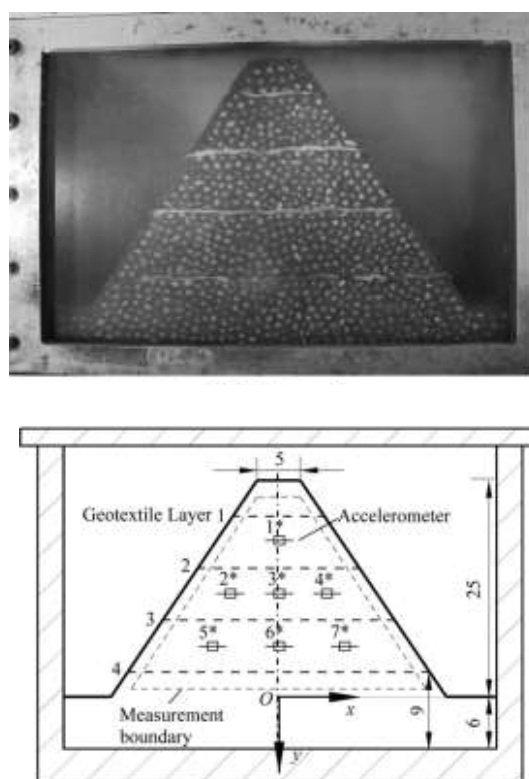 5
Geotextile Layer 1
1*
Accelerometer
2
2*
3*
4*
25
3
5*
6*
7*
4
O
x
9
6
Measurement
boundary
y